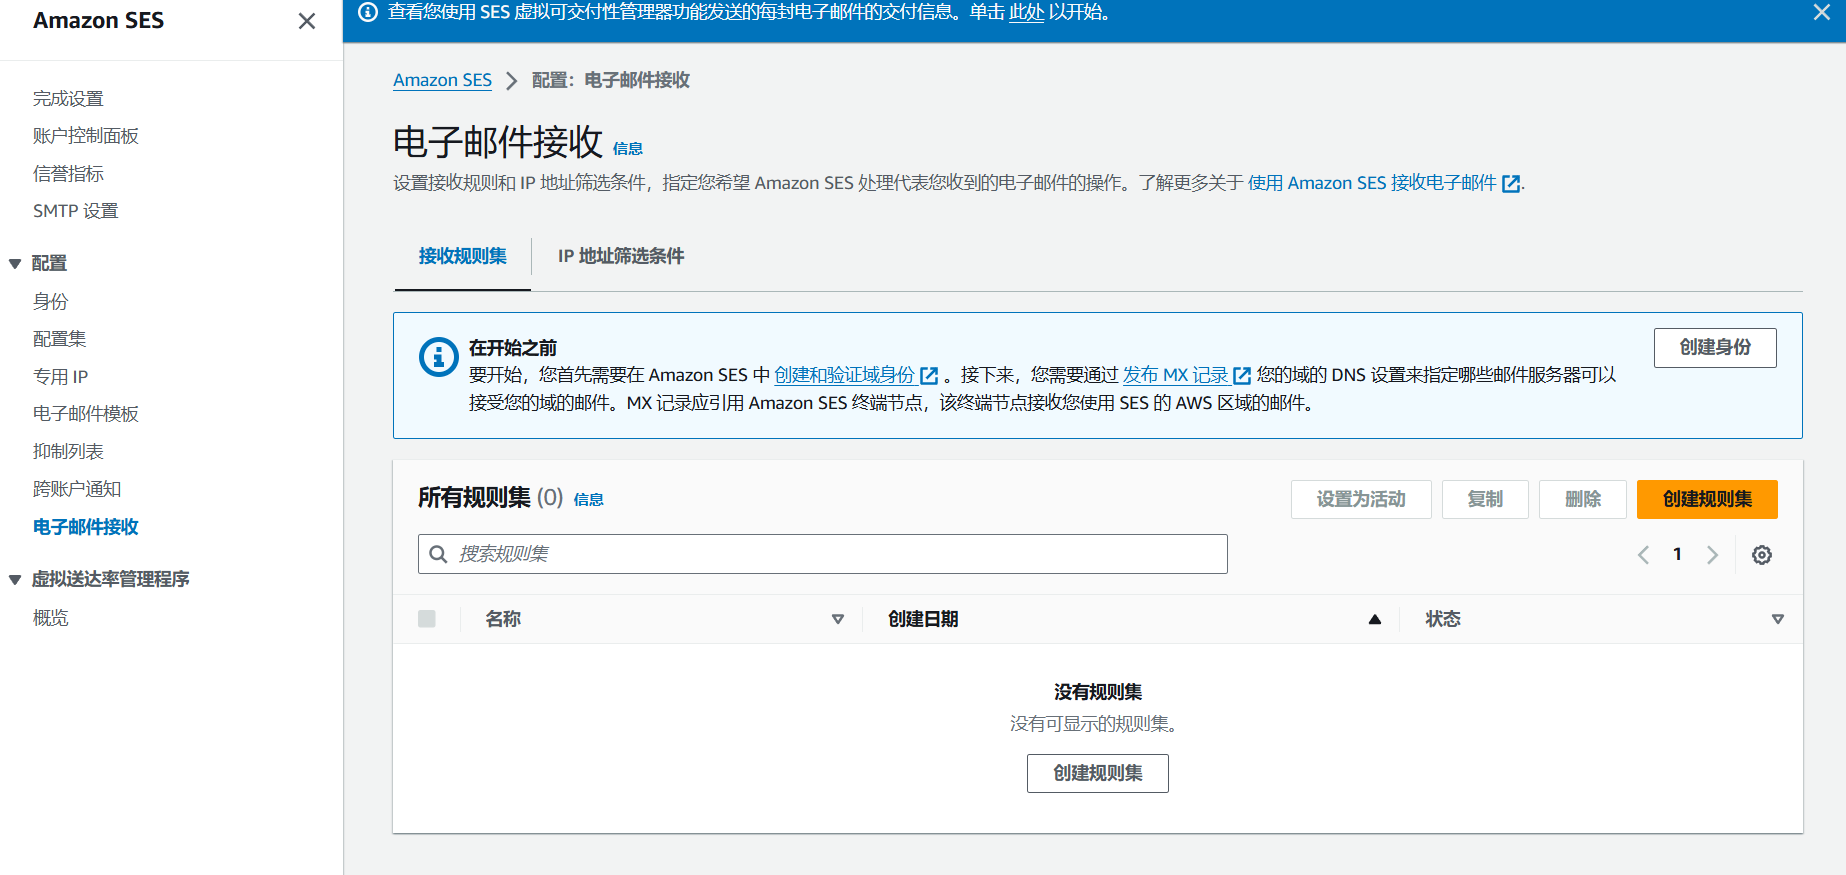 Amazon SES
完成设置
账户控制面板
信誉指标
SMTP 设置
配置
身份
配置集
专用 IP
电子邮件模板
抑制列表
跨账户通知
电子邮件接收
虚拟送达率管理程序
概览
查看您使用 SES 虚拟可交付性管理器功能发送的每封电子邮件的交付信息。单击 此处 以开始。
Amazon SES 配置：电子邮件接收
电子邮件接收 信息
设置接收规则和 IP 地址筛选条件，指定您希望 Amazon SES 处理代表您收到的电子邮件的操作。了解更多关于 使用 Amazon SES 接收电子邮件 .
接收规则集 IP 地址筛选条件
在开始之前 创建身份
要开始，您首先需要在 Amazon SES 中 创建和验证域身份 。接下来，您需要通过 发布 MX 记录 您的域的 DNS 设置来指定哪些邮件服务器可以
接受您的域的邮件。MX 记录应引用 Amazon SES 终端节点，该终端节点接收您使用 SES 的 AWS 区域的邮件。
所有规则集 (0) 信息 设置为活动 复制 删除 创建规则集
搜索规则集 1
名称 创建日期 状态
没有规则集
没有可显示的规则集。
创建规则集